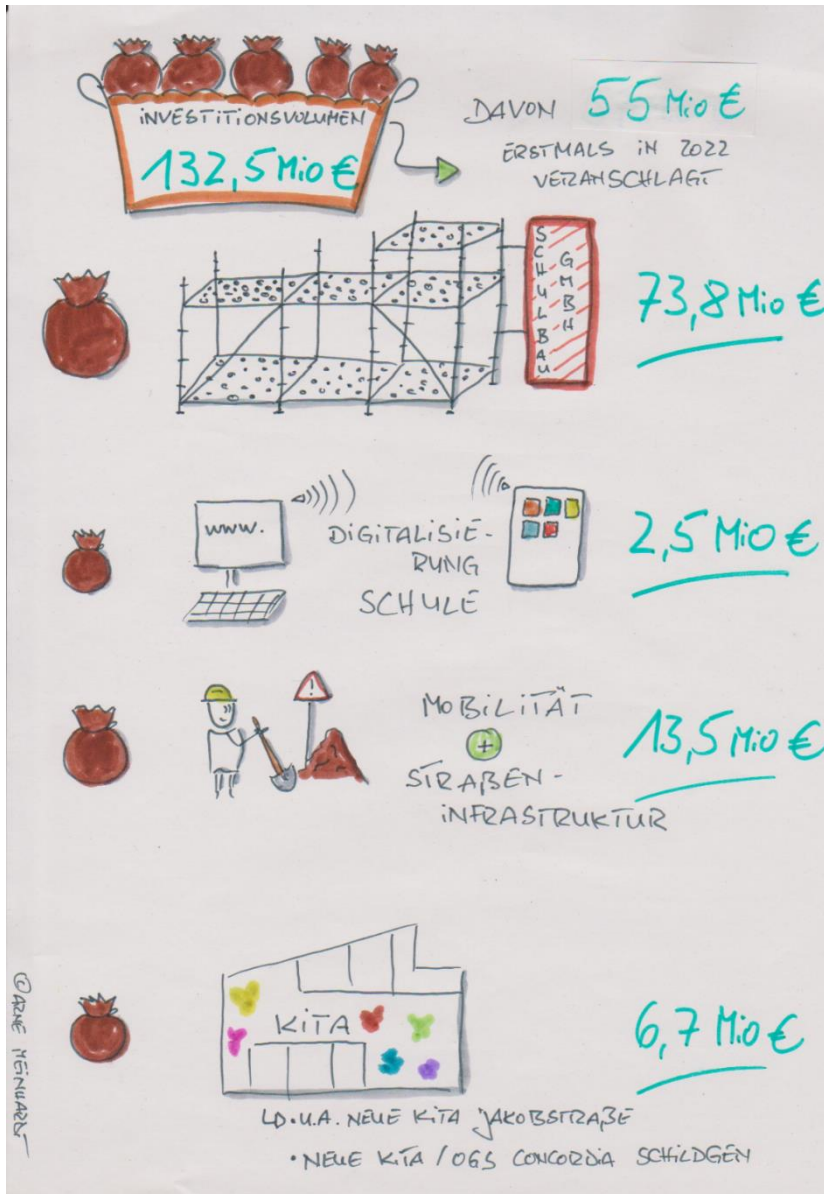 INVESTITIONSVOLUMEN
132,5 Mio €
DAVON 55 Mio €
ERSTMALS IN 2022
VERANSCHLAGT
SCHULBAU
GMBH
73,8 Mio €
www.
DIGITALISIE-
RUNG
SCHULE
2,5 Mio €
!
MOBILITÄT
+
STRAßEN-
INFRASTRUKTUR
13,5 Mio €
KITA
6,7 Mio €
U.A. NEUE KITA JAKOBSTRAßE
• NEUE KITA / OGS CONCORDIA SCHILDGEN
© ARNE MEINHARDT